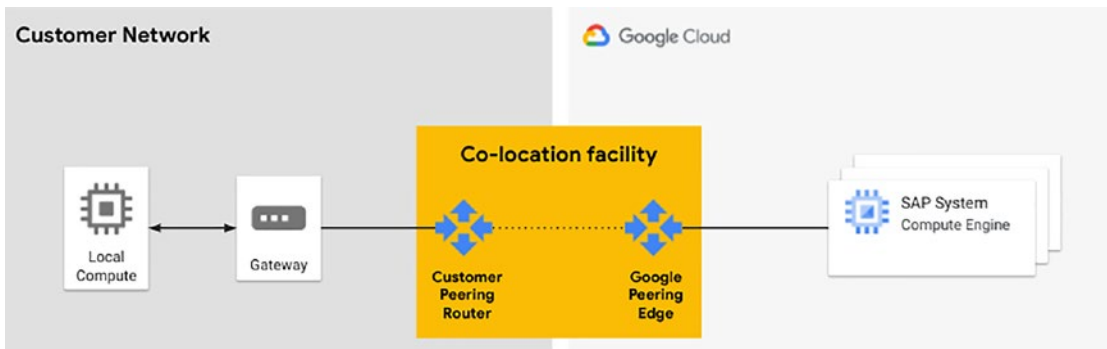 Customer Network
Google Cloud
Co-location facility
Local
Compute
Gateway
Customer
Peering
Router
Google
Peering
Edge
SAP System
Compute Engine